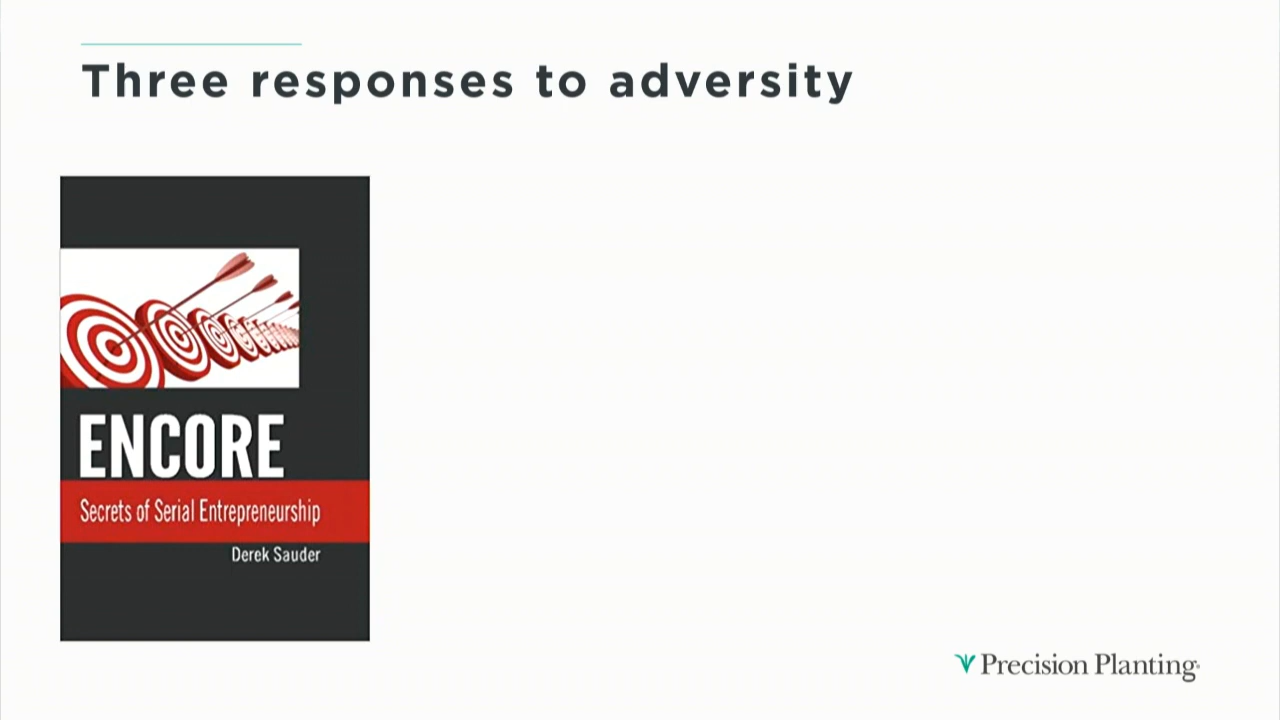 Three responses to adversity
ENCORE
Secrets of Serial Entrepreneurship
Derek Sauder
Precision Planting